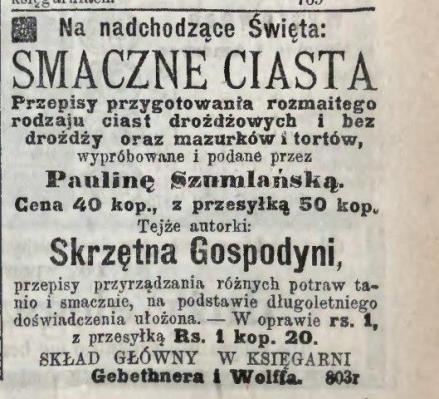 Na nadchodzące Święta:
SMACZNE CIASTA
Przepisy przygotowania rozmaitego
rodzaju ciast drożdżowych i bez
drożdży oraz mazurków i tortów,
wypróbowane i podane przez
Paulinę Szumlańską.
Cena 40 kop., z przesyłką 50 kop.
Tejże autorki:
Skrzętna Gospodyni,
przepisy przyrządzania różnych potraw ta-
nio i smacznie, na podstawie długoletniego
doświadczenia ułożona. — W oprawie rs. 1,
z przesyłką Rs. 1 kop. 20.
SKŁAD GŁÓWNY W KSIĘGARNI
Gebethnera i Wolffa. 803r